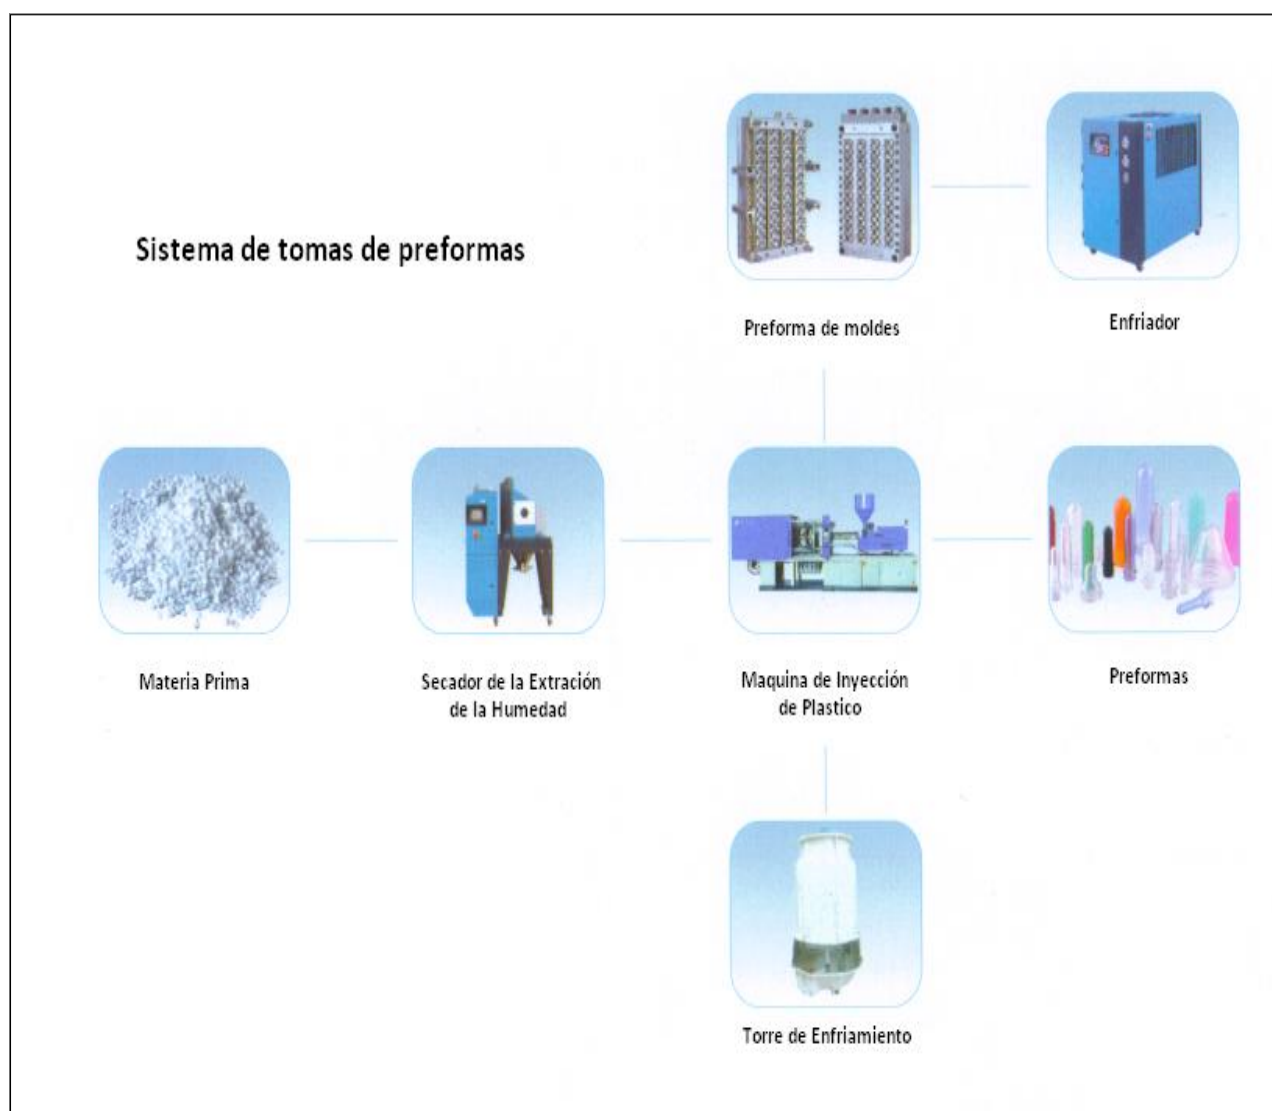 Sistema de tomas de preformas
Preforma de moldes
Enfriador
Materia Prima
Secador de la Extración
de la Humedad
Maquina de Inyección
de Plastico
Preformas
Torre de Enfriamiento